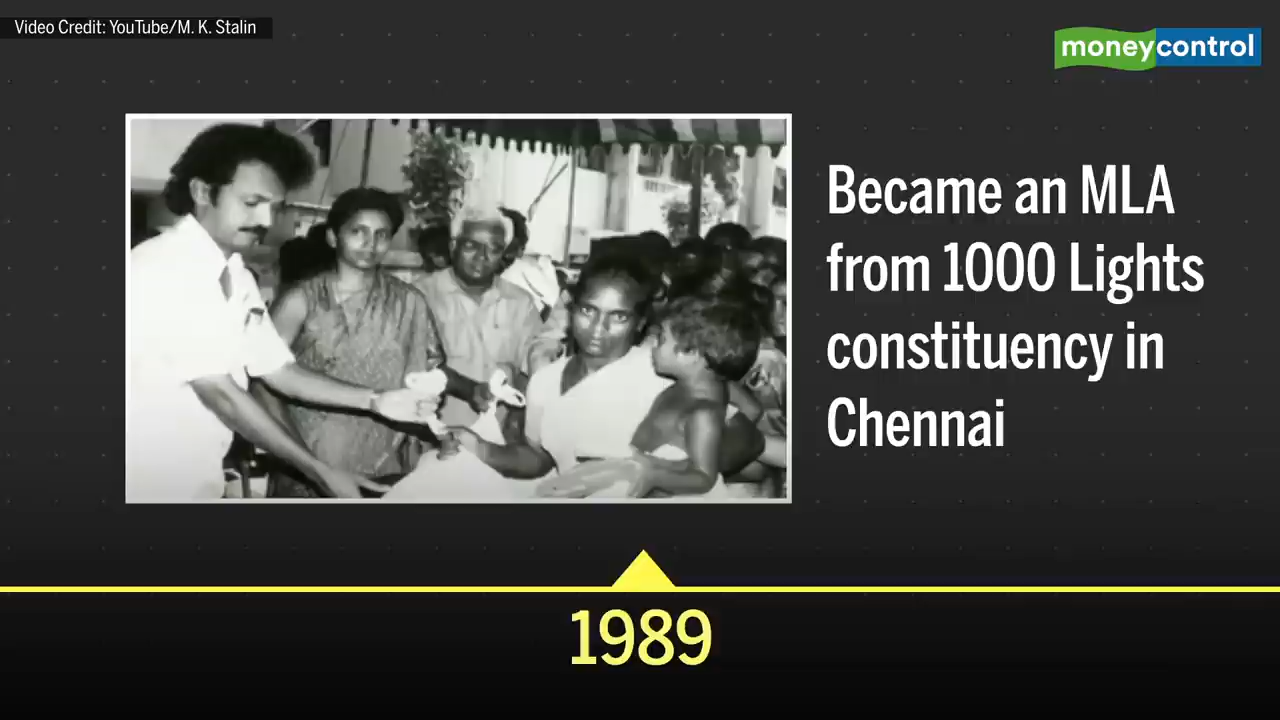 Video Credit: YouTube/M. K. Stalin
moneycontrol
Became an MLA
from 1000 Lights
constituency in
Chennai
1989